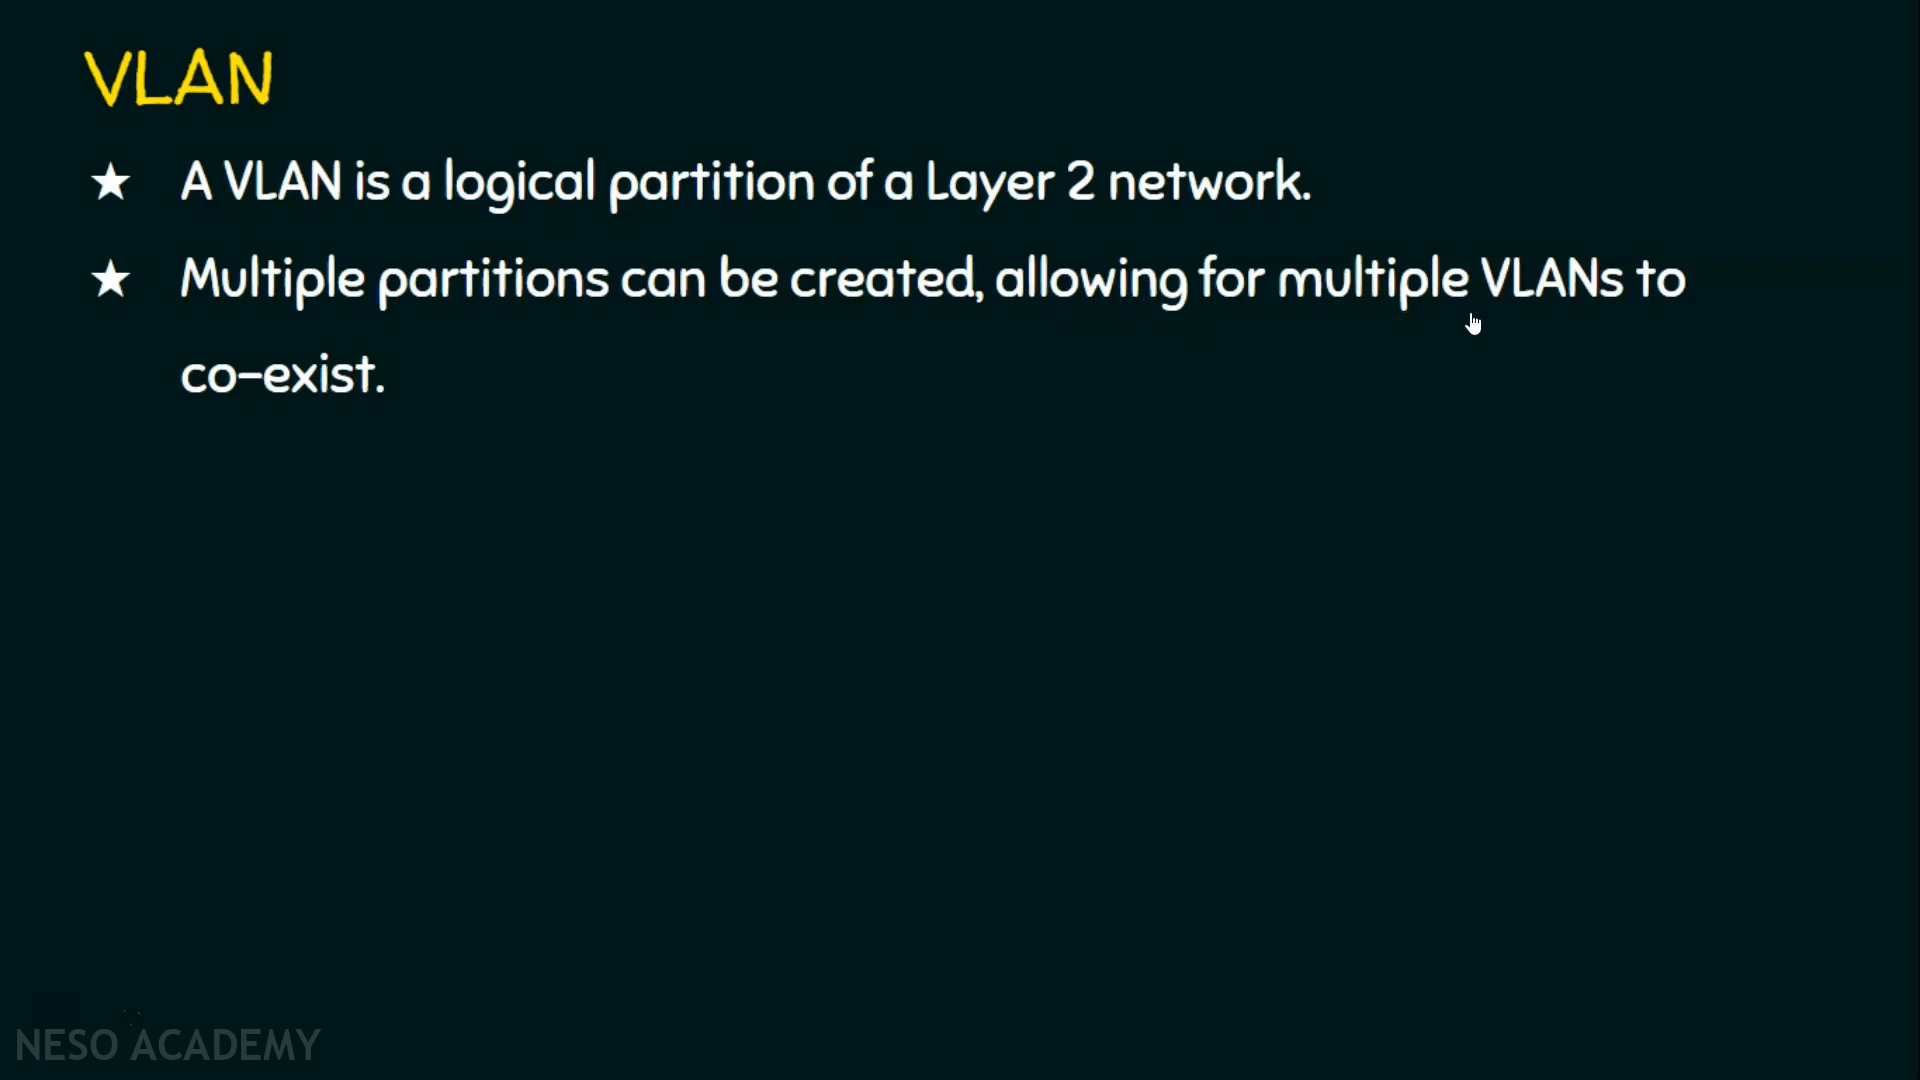 VLAN
★ A VLAN is a logical partition of a Layer 2 network.
★ Multiple partitions can be created, allowing for multiple VLANs to
co-exist.
NESO ACADEMY